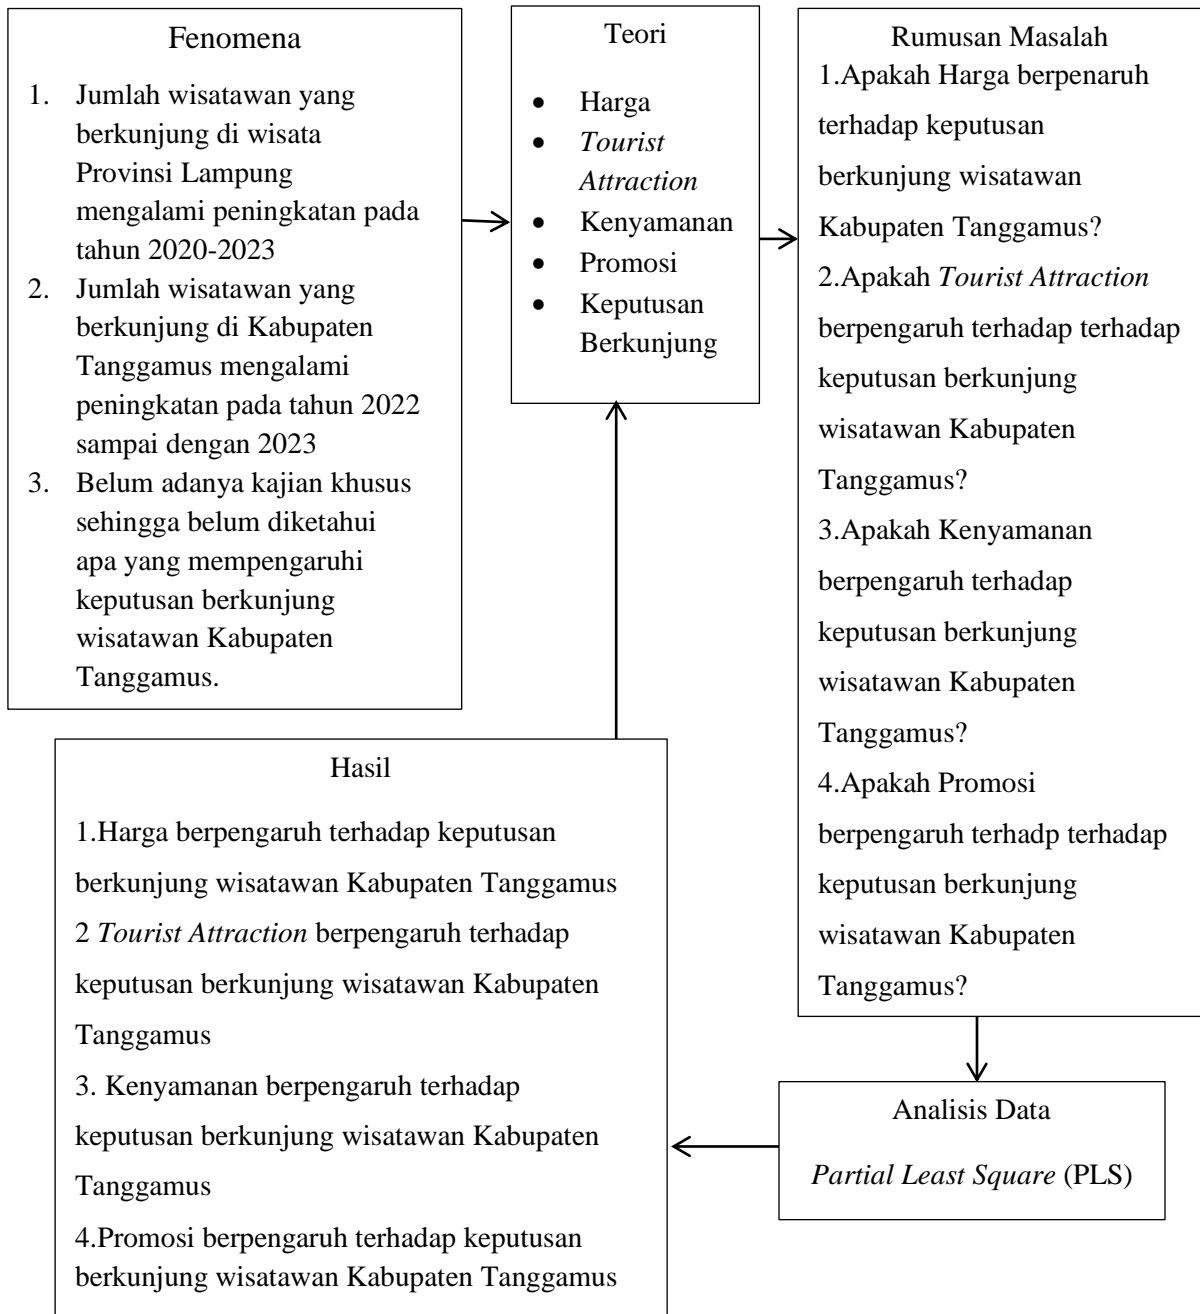 Fenomena
1. Jumlah wisatawan yang
berkunjung di wisata
Provinsi Lampung
mengalami peningkatan pada
tahun 2020-2023
2. Jumlah wisatawan yang
berkunjung di Kabupaten
Tanggamus mengalami
peningkatan pada tahun 2022
sampai dengan 2023
3. Belum adanya kajian khusus
sehingga belum diketahui
apa yang mempengaruhi
keputusan berkunjung
wisatawan Kabupaten
Tanggamus.
Teori
• Harga
• Tourist
Attraction
• Kenyamanan
• Promosi
• Keputusan
Berkunjung
Rumusan Masalah
1.Apakah Harga berpenaruh
terhadap keputusan
berkunjung wisatawan
Kabupaten Tanggamus?
2.Apakah Tourist Attraction
berpengaruh terhadap terhadap
keputusan berkunjung
wisatawan Kabupaten
Tanggamus?
3.Apakah Kenyamanan
berpengaruh terhadap
keputusan berkunjung
wisatawan Kabupaten
Tanggamus?
4.Apakah Promosi
berpengaruh terhadp terhadap
keputusan berkunjung
wisatawan Kabupaten
Tanggamus?
Analisis Data
Partial Least Square (PLS)
Hasil
1.Harga berpengaruh terhadap keputusan
berkunjung wisatawan Kabupaten Tanggamus
2 Tourist Attraction berpengaruh terhadap
keputusan berkunjung wisatawan Kabupaten
Tanggamus
3. Kenyamanan berpengaruh terhadap
keputusan berkunjung wisatawan Kabupaten
Tanggamus
4.Promosi berpengaruh terhadap keputusan
berkunjung wisatawan Kabupaten Tanggamus